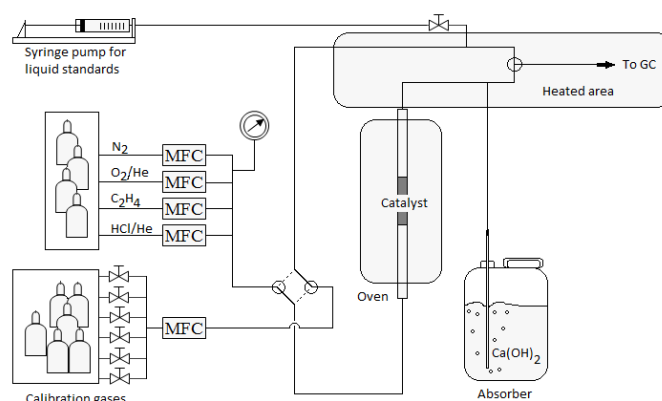 Syringe pump for
liquid standards
To GC
Heated area
N2
MFC
O2/He
MFC
C2H4
MFC
HCl/He
MFC
Catalyst
Oven
MFC
Ca(OH)2
Absorber
Calibration gases